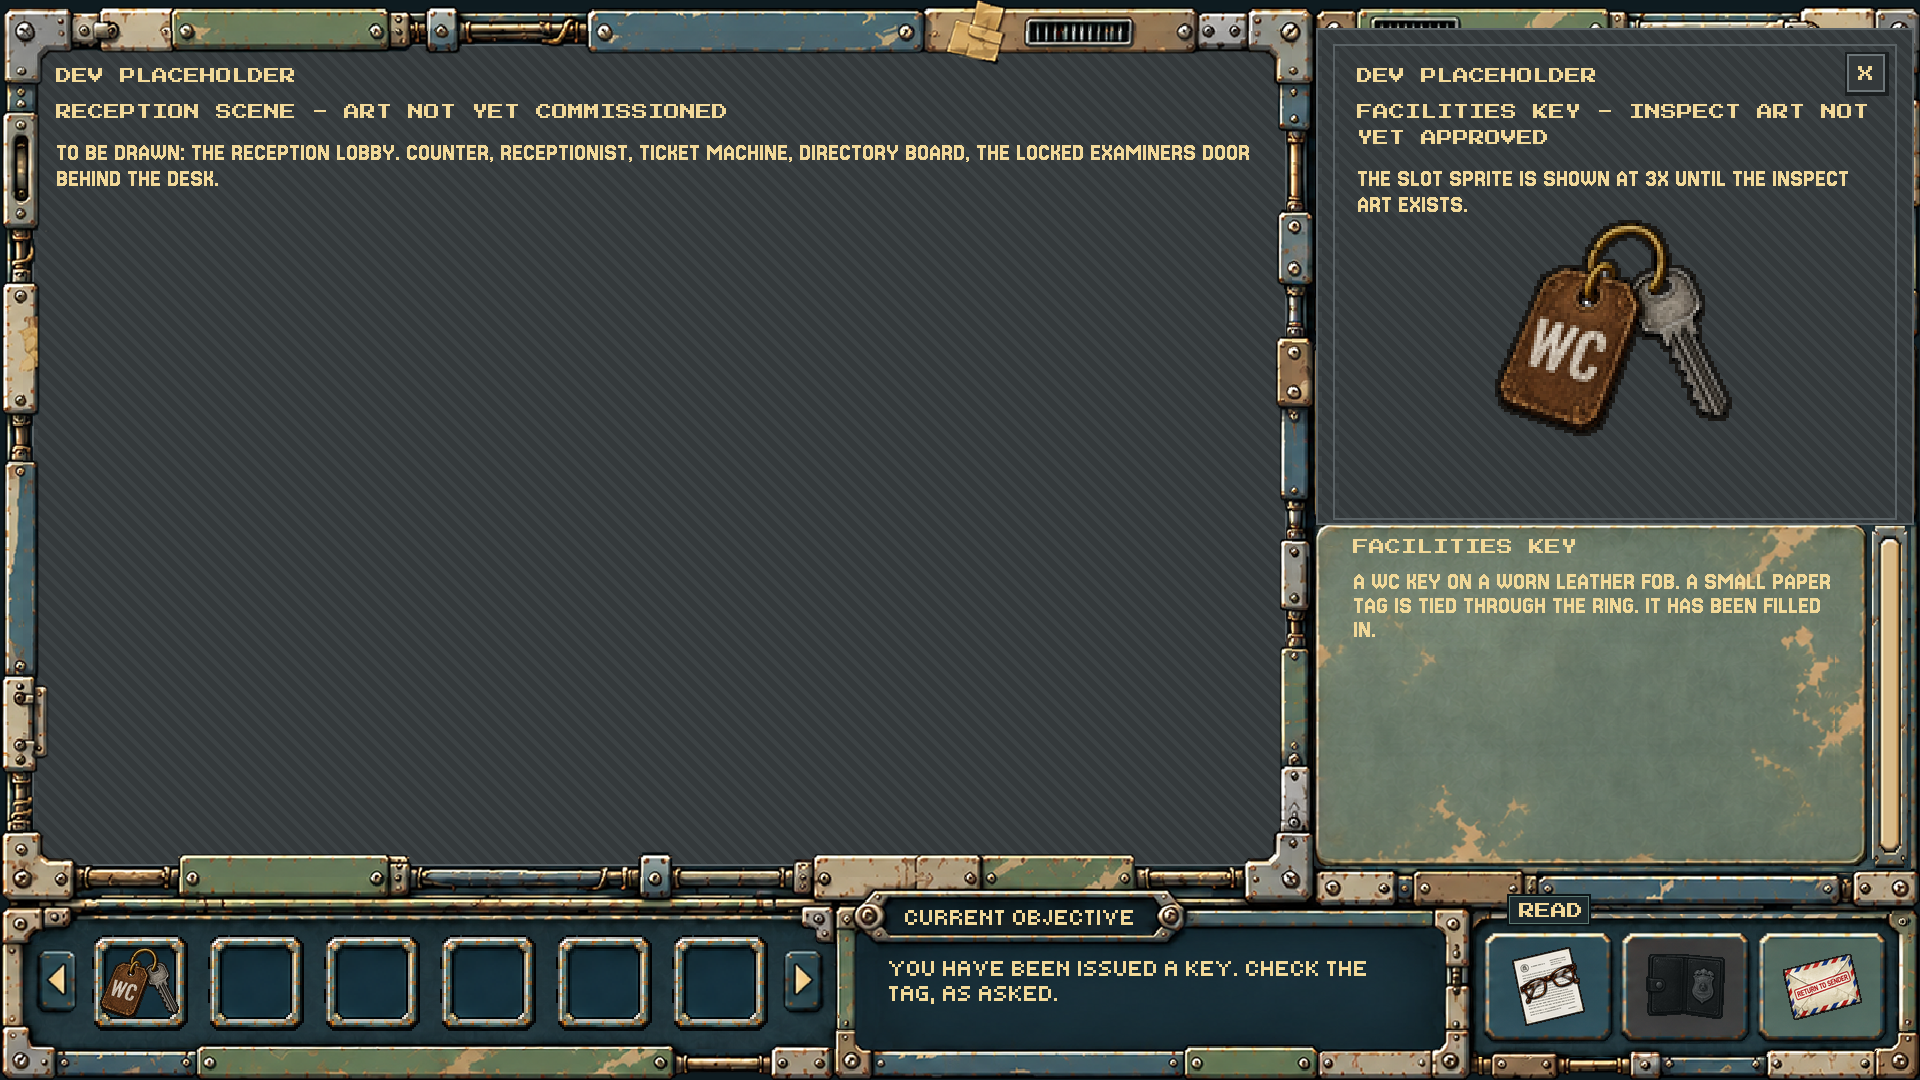 DEV PLACEHOLDER
RECEPTION SCENE – ART NOT YET COMMISSIONED
TO BE DRAWN: THE RECEPTION LOBBY. COUNTER, RECEPTIONIST, TICKET MACHINE, DIRECTORY BOARD, THE LOCKED EXAMINERS DOOR
BEHIND THE DESK.
DEV PLACEHOLDER
X
FACILITIES KEY – INSPECT ART NOT
YET APPROVED
THE SLOT SPRITE IS SHOWN AT 3X UNTIL THE INSPECT
ART EXISTS.
WC
FACILITIES KEY
A WC KEY ON A WORN LEATHER FOB. A SMALL PAPER
TAG IS TIED THROUGH THE RING. IT HAS BEEN FILLED
IN.
WC
CURRENT OBJECTIVE
YOU HAVE BEEN ISSUED A KEY. CHECK THE
TAG, AS ASKED.
READ
RETURN TO SENDER